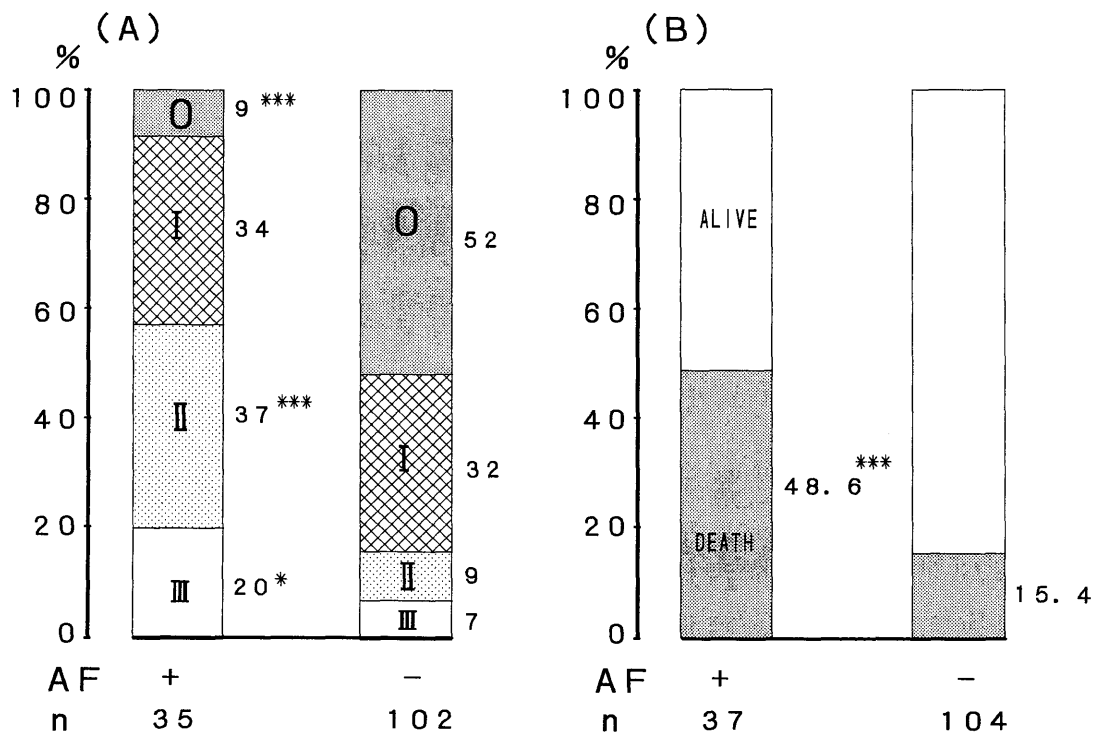 (A)
%
100
80
60
40
20
0
O 9***
I 34
II 37***
III 20*
O 52
I 32
II 9
III 7
AF + −
n 35 102
(B)
%
100
80
60
40
20
0
ALIVE
DEATH 48.6***
15.4
AF + −
n 37 104